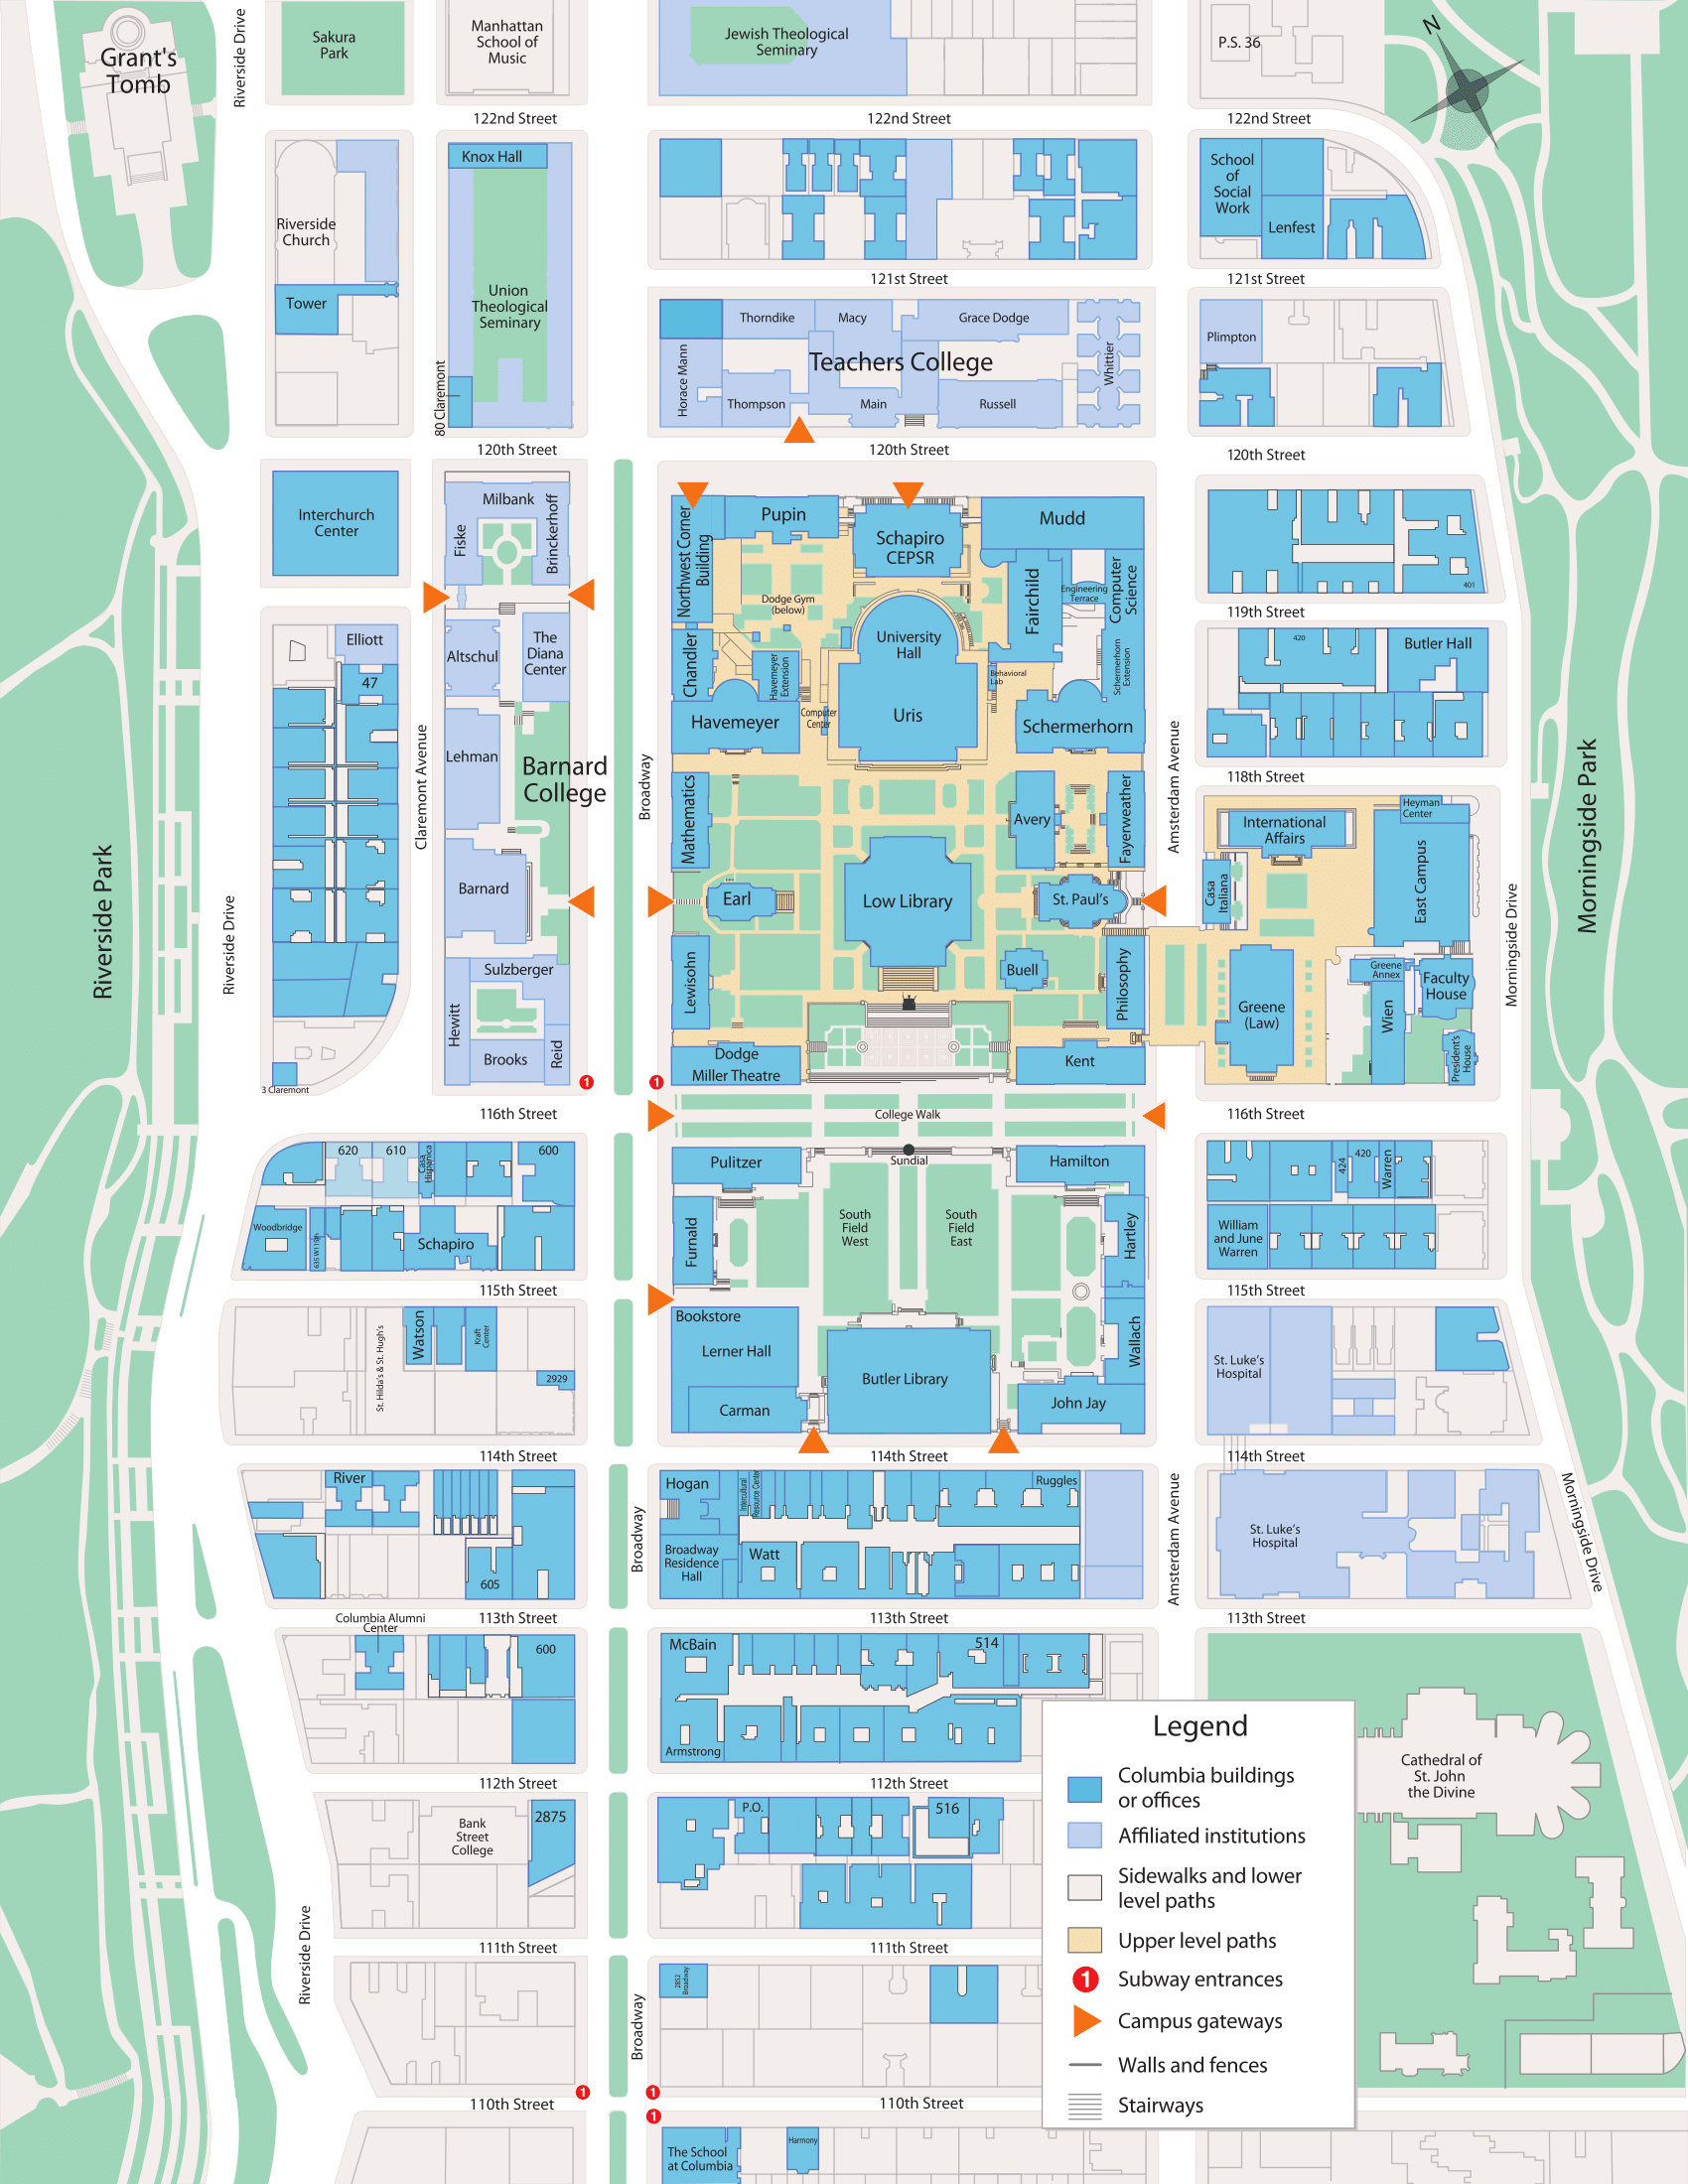 Grant's
Tomb
Riverside Drive
Sakura
Park
Manhattan
School of
Music
Jewish Theological
Seminary
P.S. 36
N
122nd Street
122nd Street
122nd Street
Knox Hall
Riverside
Church
Tower
Union
Theological
Seminary
80 Claremont
School
of
Social
Work
Lenfest
121st Street
121st Street
Thorndike
Macy
Grace Dodge
Horace Mann
Teachers College
Whittier
Thompson
Main
Russell
Plimpton
120th Street
120th Street
120th Street
Interchurch
Center
Milbank
Fiske
Brinckerhoff
Northwest Corner
Building
Pupin
Schapiro
CEPSR
Mudd
Fairchild
Engineering
Terrace
Computer
Science
Dodge Gym
(below)
401
119th Street
Elliott
47
Altschul
The
Diana
Center
Chandler
Havemeyer
Extension
University
Hall
Uris
Behavioral
Lab
Schermerhorn
Extension
420
Butler Hall
Computer
Center
Havemeyer
Schermerhorn
Claremont Avenue
Lehman
Barnard
College
Broadway
Amsterdam Avenue
118th Street
Riverside Park
Morningside Park
Mathematics
Avery
Fayerweather
International
Affairs
Heyman
Center
East Campus
Casa
Italiana
Barnard
Earl
Low Library
St. Paul's
Riverside Drive
Morningside Drive
Sulzberger
Hewitt
Brooks
Reid
Lewisohn
Buell
Philosophy
Greene
(Law)
Greene
Annex
Faculty
House
Wien
President's
House
Dodge
Miller Theatre
Kent
3 Claremont
1
1
116th Street
College Walk
116th Street
620
610
Casa
Hispanica
600
Pulitzer
Sundial
Hamilton
424
420
Warren
Woodbridge
635 W115th
Schapiro
Furnald
South
Field
West
South
Field
East
Hartley
William
and June
Warren
115th Street
115th Street
St. Hilda's & St. Hugh's
Watson
Kraft
Center
2929
Bookstore
Lerner Hall
Carman
Butler Library
Wallach
John Jay
St. Luke's
Hospital
114th Street
114th Street
114th Street
River
605
Hogan
Intercultural
Resource Center
Ruggles
Broadway
Residence
Hall
Watt
Broadway
Amsterdam Avenue
St. Luke's
Hospital
Morningside Drive
Columbia Alumni
Center
113th Street
113th Street
113th Street
600
McBain
514
Armstrong
Legend
Columbia buildings
or offices
Affiliated institutions
Sidewalks and lower
level paths
Upper level paths
1
Subway entrances
Campus gateways
Walls and fences
Stairways
Cathedral of
St. John
the Divine
112th Street
112th Street
Bank
Street
College
2875
P.O.
516
Riverside Drive
111th Street
111th Street
2852
Broadway
Broadway
1
1
110th Street
110th Street
1
The School
at Columbia
Harmony